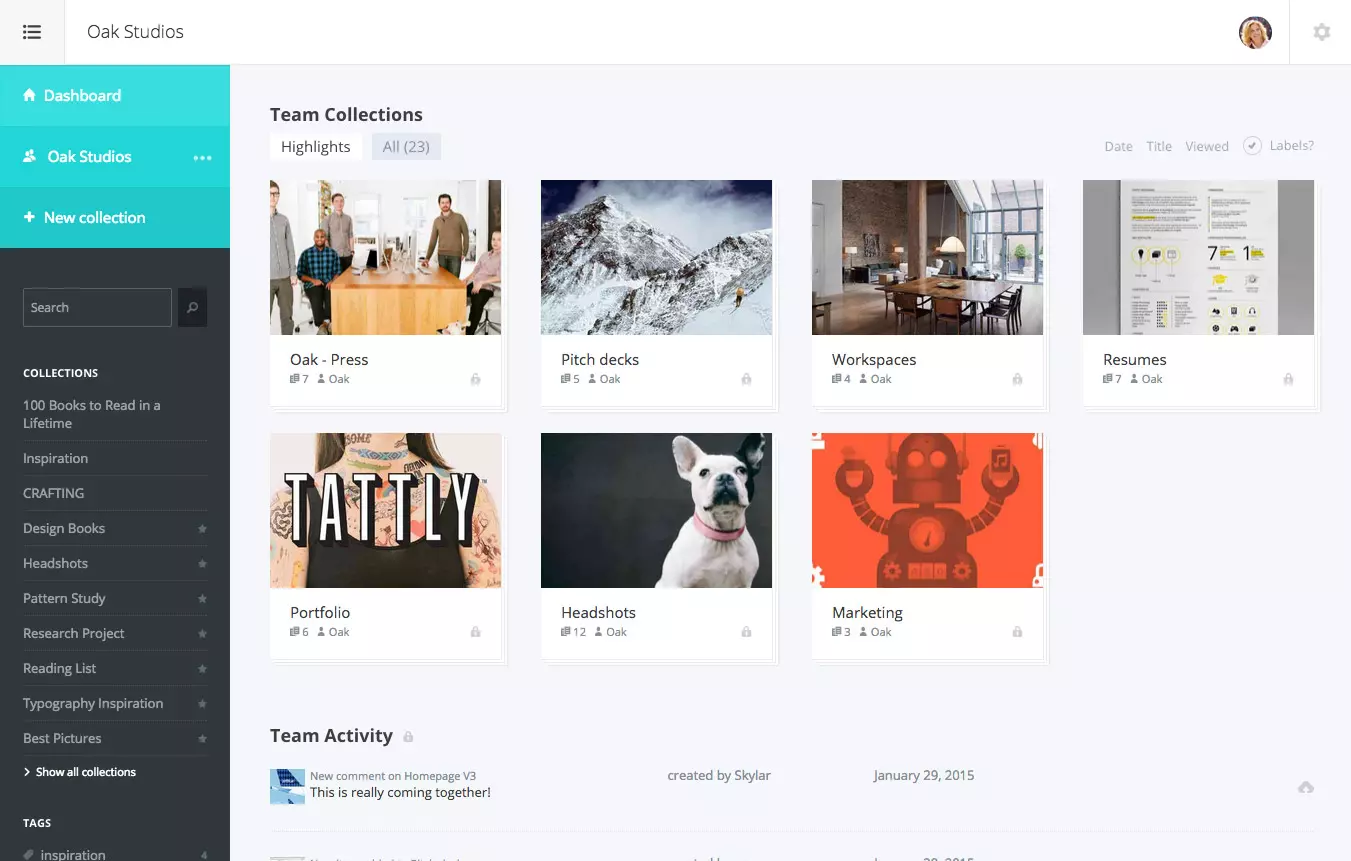 Oak Studios
Dashboard
Oak Studios
New collection
Search
COLLECTIONS
100 Books to Read in a
Lifetime
Inspiration
CRAFTING
Design Books
Headshots
Pattern Study
Research Project
Reading List
Typography Inspiration
Best Pictures
Show all collections
TAGS
inspiration 4
Team Collections
Highlights All (23)
Date Title Viewed Labels?
7 1
Oak - Press
7 Oak
Pitch decks
5 Oak
Workspaces
4 Oak
Resumes
7 Oak
SOME
TATTLY
Portfolio
6 Oak
Headshots
12 Oak
Marketing
3 Oak
Team Activity
New comment on Homepage V3
This is really coming together!
created by Skylar
January 29, 2015